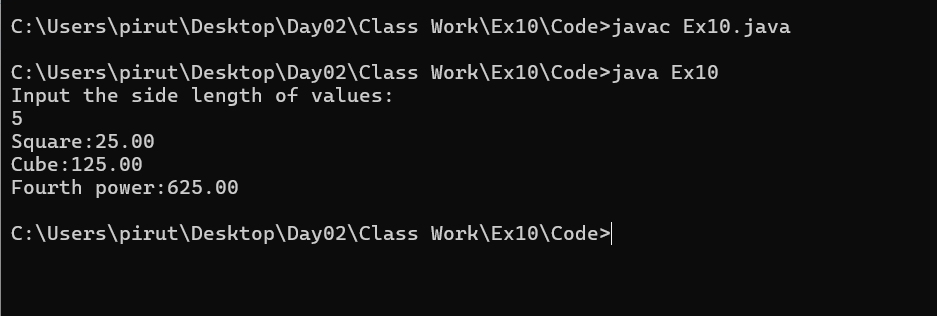 C:\Users\pirut\Desktop\Day02\Class Work\Ex10\Code>javac Ex10.java
C:\Users\pirut\Desktop\Day02\Class Work\Ex10\Code>java Ex10
Input the side length of values:
5
Square:25.00
Cube:125.00
Fourth power:625.00
C:\Users\pirut\Desktop\Day02\Class Work\Ex10\Code>